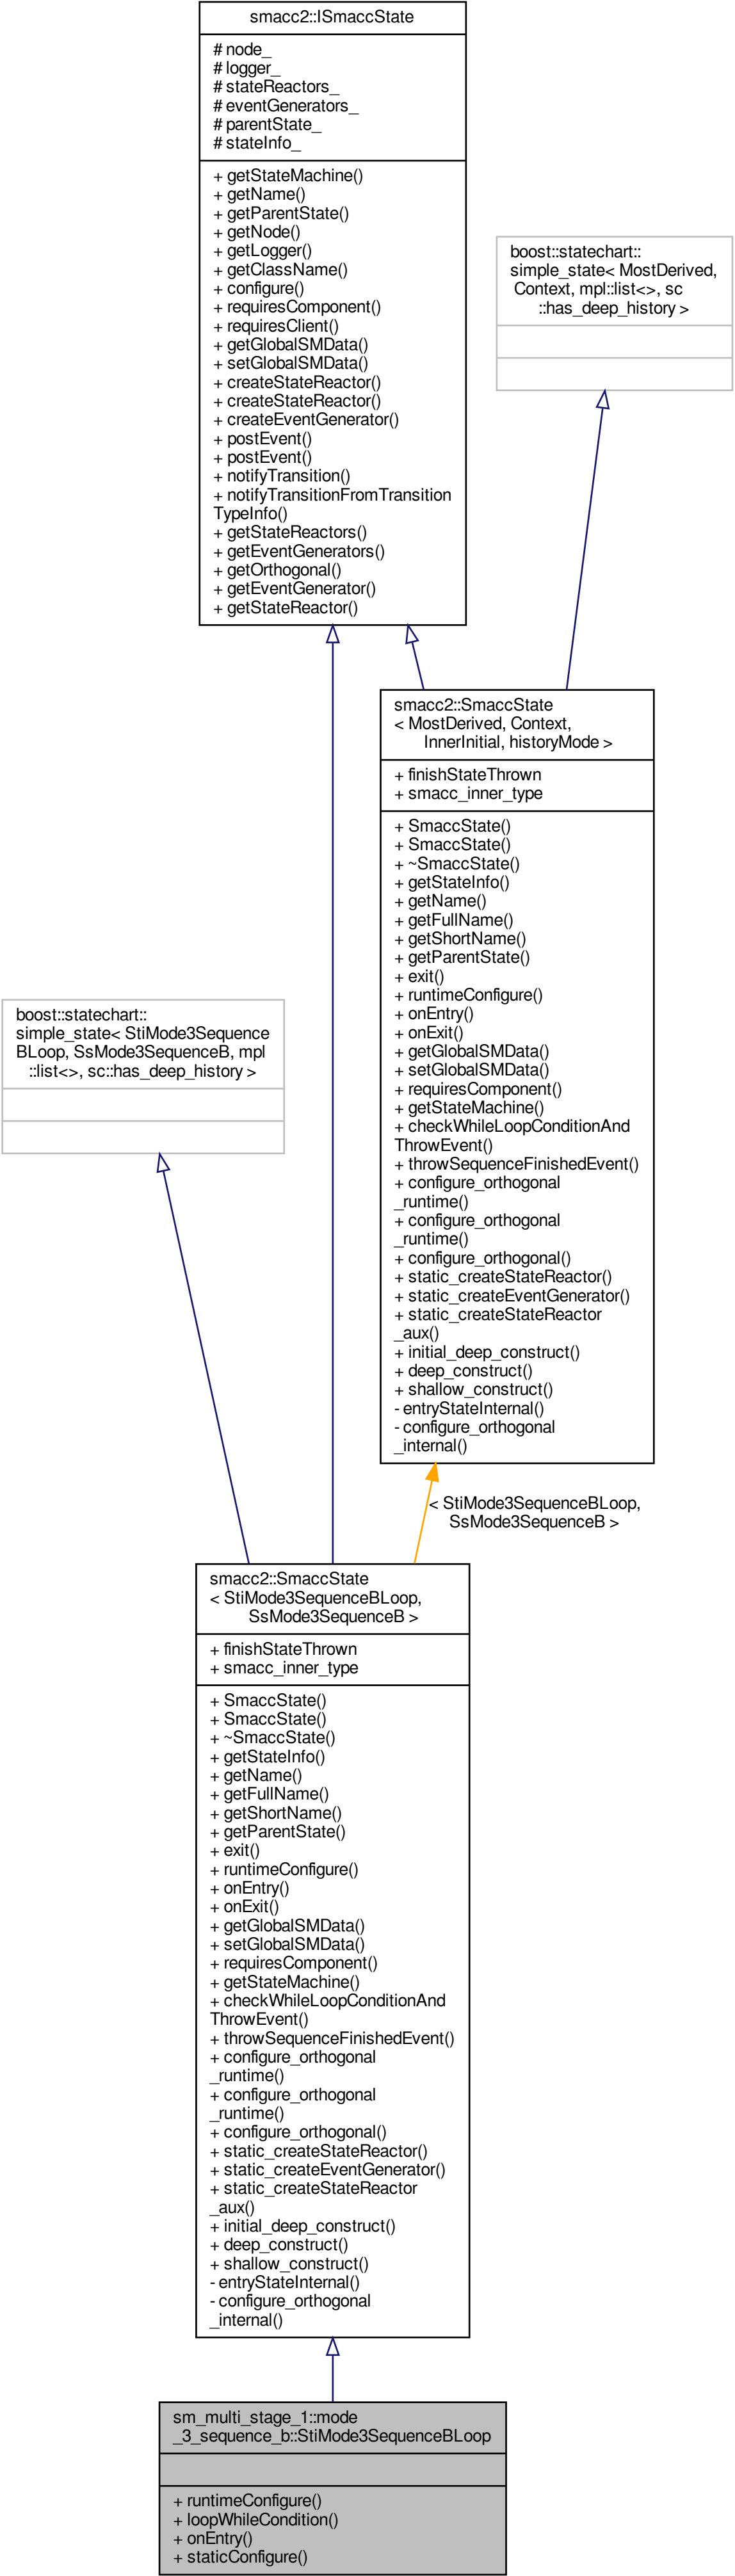 smacc2::ISmaccState
# node_
# logger_
# stateReactors_
# eventGenerators_
# parentState_
# stateInfo_
+ getStateMachine()
+ getName()
+ getParentState()
+ getNode()
+ getLogger()
+ getClassName()
+ configure()
+ requiresComponent()
+ requiresClient()
+ getGlobalSMData()
+ setGlobalSMData()
+ createStateReactor()
+ createStateReactor()
+ createEventGenerator()
+ postEvent()
+ postEvent()
+ notifyTransition()
+ notifyTransitionFromTransition
TypeInfo()
+ getStateReactors()
+ getEventGenerators()
+ getOrthogonal()
+ getEventGenerator()
+ getStateReactor()
boost::statechart::
simple_state< MostDerived,
Context, mpl::list<>, sc
::has_deep_history >
smacc2::SmaccState
< MostDerived, Context,
InnerInitial, historyMode >
+ finishStateThrown
+ smacc_inner_type
+ SmaccState()
+ SmaccState()
+ ~SmaccState()
+ getStateInfo()
+ getName()
+ getFullName()
+ getShortName()
+ getParentState()
+ exit()
+ runtimeConfigure()
+ onEntry()
+ onExit()
+ getGlobalSMData()
+ setGlobalSMData()
+ requiresComponent()
+ getStateMachine()
+ checkWhileLoopConditionAnd
ThrowEvent()
+ throwSequenceFinishedEvent()
+ configure_orthogonal
_runtime()
+ configure_orthogonal
_runtime()
+ configure_orthogonal()
+ static_createStateReactor()
+ static_createEventGenerator()
+ static_createStateReactor
_aux()
+ initial_deep_construct()
+ deep_construct()
+ shallow_construct()
- entryStateInternal()
- configure_orthogonal
_internal()
boost::statechart::
simple_state< StiMode3Sequence
BLoop, SsMode3SequenceB, mpl
::list<>, sc::has_deep_history >
< StiMode3SequenceBLoop,
SsMode3SequenceB >
smacc2::SmaccState
< StiMode3SequenceBLoop,
SsMode3SequenceB >
+ finishStateThrown
+ smacc_inner_type
+ SmaccState()
+ SmaccState()
+ ~SmaccState()
+ getStateInfo()
+ getName()
+ getFullName()
+ getShortName()
+ getParentState()
+ exit()
+ runtimeConfigure()
+ onEntry()
+ onExit()
+ getGlobalSMData()
+ setGlobalSMData()
+ requiresComponent()
+ getStateMachine()
+ checkWhileLoopConditionAnd
ThrowEvent()
+ throwSequenceFinishedEvent()
+ configure_orthogonal
_runtime()
+ configure_orthogonal
_runtime()
+ configure_orthogonal()
+ static_createStateReactor()
+ static_createEventGenerator()
+ static_createStateReactor
_aux()
+ initial_deep_construct()
+ deep_construct()
+ shallow_construct()
- entryStateInternal()
- configure_orthogonal
_internal()
sm_multi_stage_1::mode
_3_sequence_b::StiMode3SequenceBLoop
+ runtimeConfigure()
+ loopWhileCondition()
+ onEntry()
+ staticConfigure()